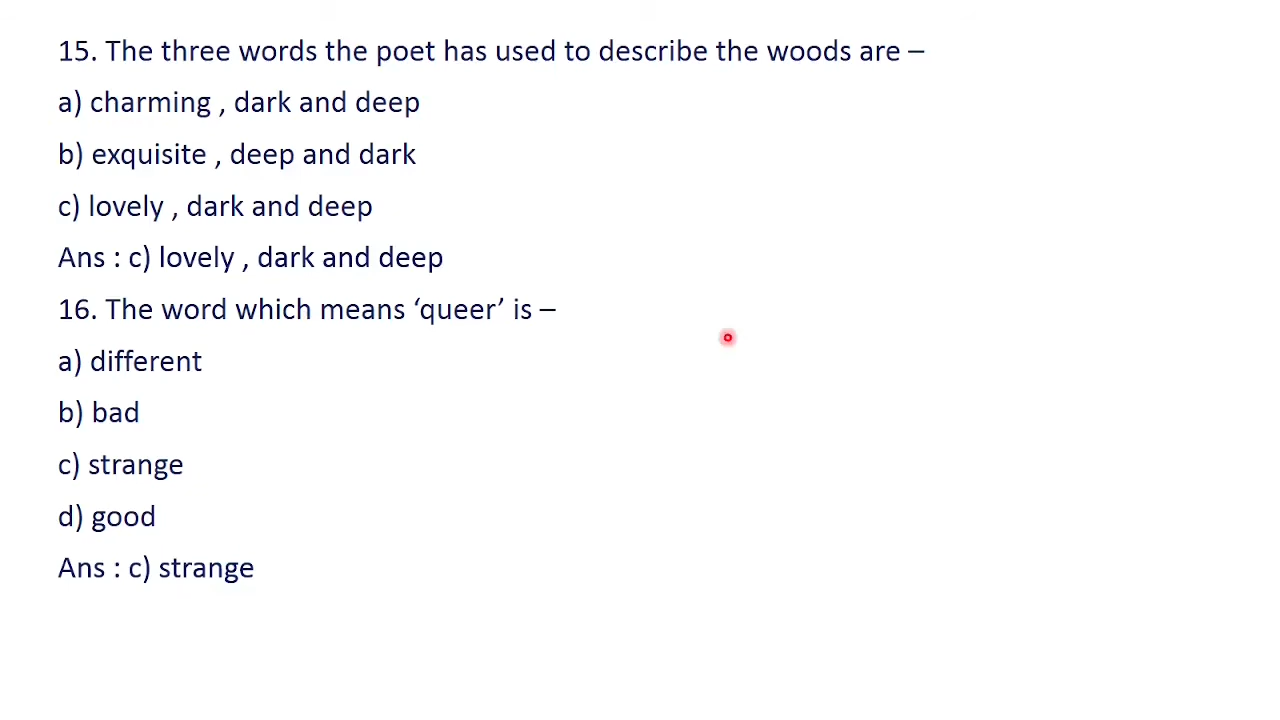 15. The three words the poet has used to describe the woods are –
a) charming , dark and deep
b) exquisite , deep and dark
c) lovely , dark and deep
Ans : c) lovely , dark and deep
16. The word which means ‘queer’ is –
a) different
b) bad
c) strange
d) good
Ans : c) strange